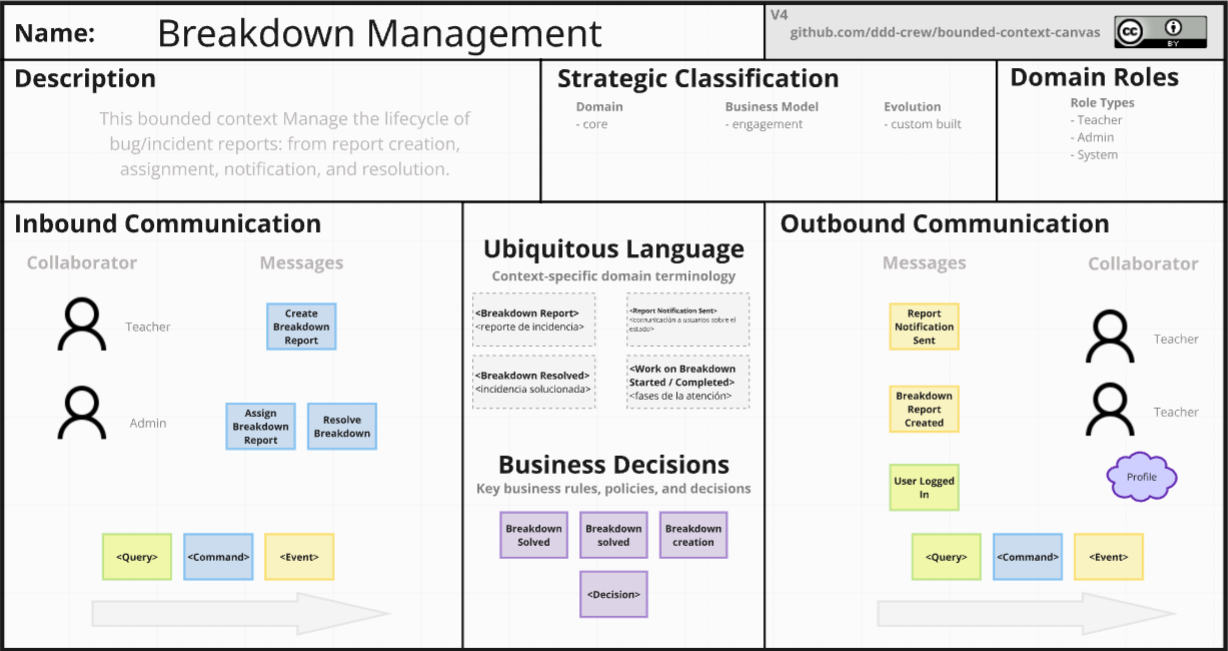 Name:
Breakdown Management
V4
github.com/ddd-crew/bounded-context-canvas
CC
BY
Description
This bounded context Manage the lifecycle of
bug/incident reports: from report creation,
assignment, notification, and resolution.
Strategic Classification
Domain
- core
Business Model
- engagement
Evolution
- custom built
Domain Roles
Role Types
- Teacher
- Admin
- System
Inbound Communication
Collaborator
Messages
Teacher
Create
Breakdown
Report
Admin
Assign
Breakdown
Report
Resolve
Breakdown
<Query>
<Command>
<Event>
Ubiquitous Language
Context-specific domain terminology
<Breakdown Report>
<reporte de incidencia>
<Report Notification Sent>
<comunicación a usuarios sobre el
estado>
<Breakdown Resolved>
<incidencia solucionada>
<Work on Breakdown
Started / Completed>
<fases de la atención>
Business Decisions
Key business rules, policies, and decisions
Breakdown
Solved
Breakdown
solved
Breakdown
creation
<Decision>
Outbound Communication
Messages
Collaborator
Report
Notification
Sent
Teacher
Breakdown
Report
Created
Teacher
User Logged
In
Profile
<Query>
<Command>
<Event>